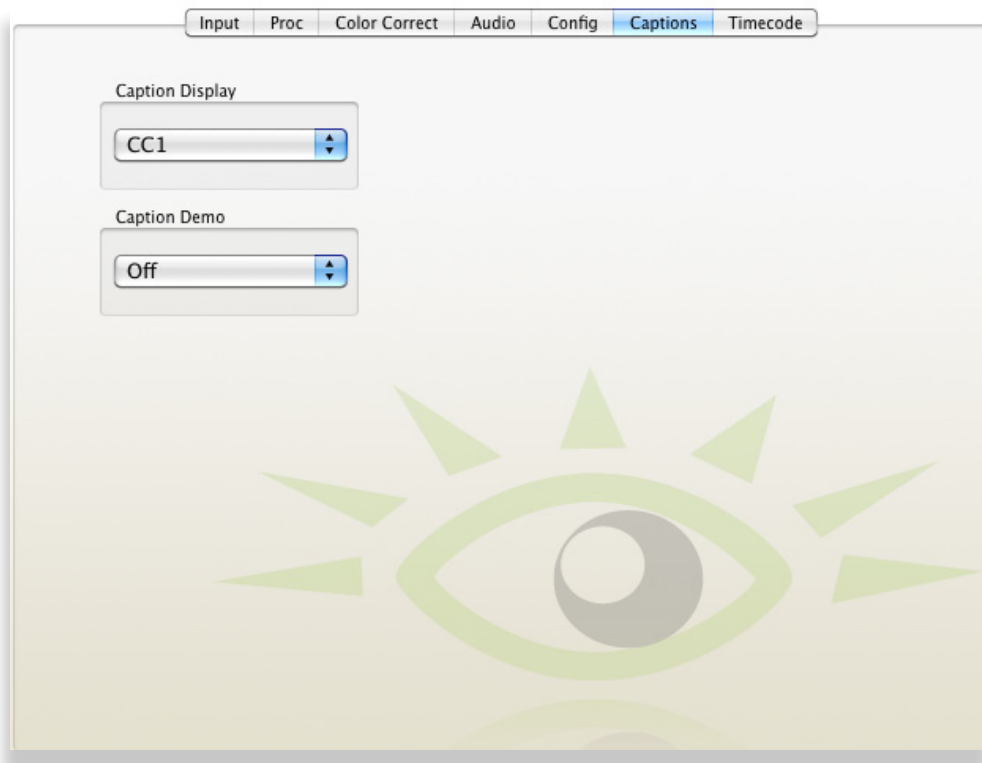 Input Proc Color Correct Audio Config Captions Timecode
Caption Display
CC1
Caption Demo
Off